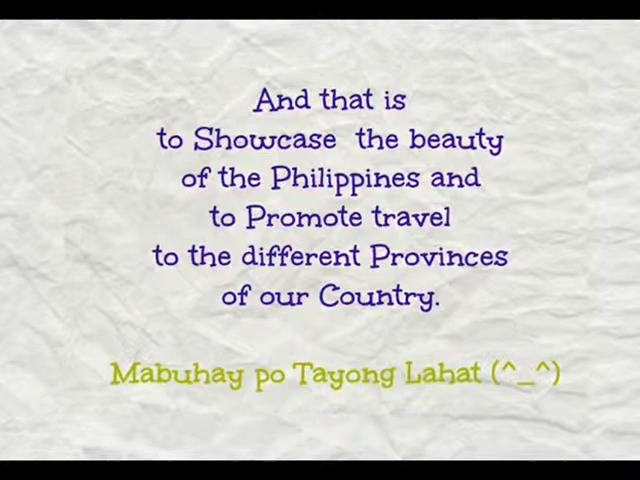 And that is
to Showcase the beauty
of the Philippines and
to Promote travel
to the different Provinces
of our Country.
Mabuhay po Tayong Lahat (^_^)